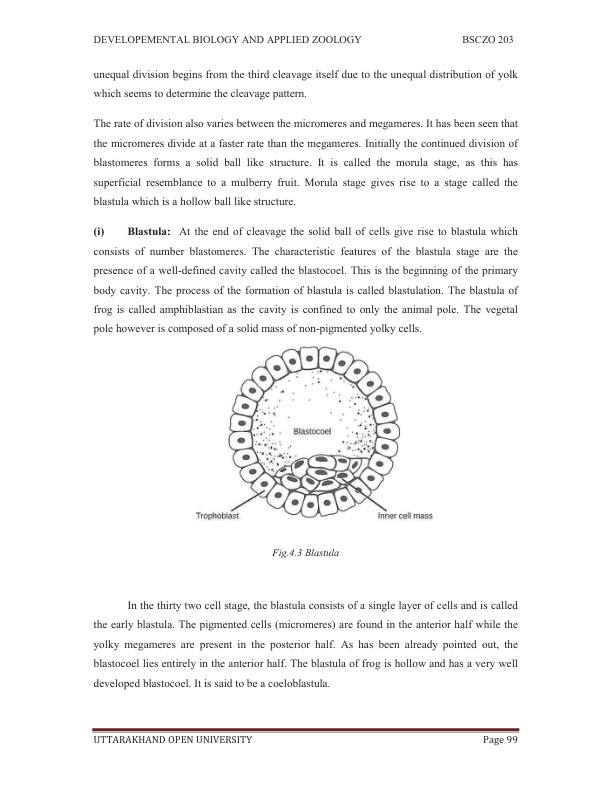 DEVELOPEMENTAL BIOLOGY AND APPLIED ZOOLOGY BSCZO 203
unequal division begins from the third cleavage itself due to the unequal distribution of yolk
which seems to determine the cleavage pattern.
The rate of division also varies between the micromeres and megameres. It has been seen that
the micromeres divide at a faster rate than the megameres. Initially the continued division of
blastomeres forms a solid ball like structure. It is called the morula stage, as this has
superficial resemblance to a mulberry fruit. Morula stage gives rise to a stage called the
blastula which is a hollow ball like structure.
(i) Blastula: At the end of cleavage the solid ball of cells give rise to blastula which
consists of number blastomeres. The characteristic features of the blastula stage are the
presence of a well-defined cavity called the blastocoel. This is the beginning of the primary
body cavity. The process of the formation of blastula is called blastulation. The blastula of
frog is called amphiblastian as the cavity is confined to only the animal pole. The vegetal
pole however is composed of a solid mass of non-pigmented yolky cells.
Blastocoel
Trophoblast Inner cell mass
Fig.4.3 Blastula
In the thirty two cell stage, the blastula consists of a single layer of cells and is called
the early blastula. The pigmented cells (micromeres) are found in the anterior half while the
yolky megameres are present in the posterior half. As has been already pointed out, the
blastocoel lies entirely in the anterior half. The blastula of frog is hollow and has a very well
developed blastocoel. It is said to be a coeloblastula.
UTTARAKHAND OPEN UNIVERSITY Page 99